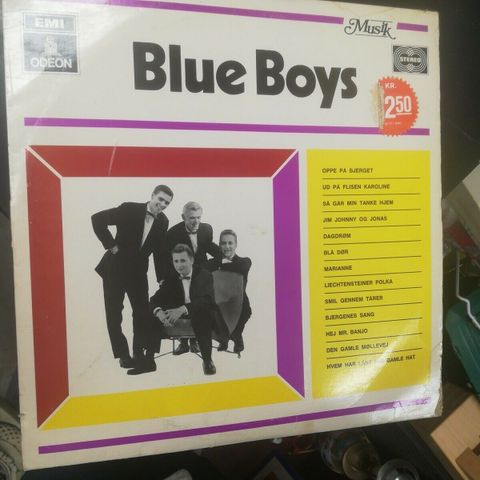 EMI
ODEON
Musik
STEREO
Blue Boys
KR.
2.50
OPPE PA BJERGET
UD PÅ FLISEN KAROLINE
SÅ GAR MIN TANKE HJEM
JIM JOHNNY OG JONAS
DAGDRØM
BLÅ DØR
MARIANNE
LIECHTENSTEINER POLKA
SMIL GENNEM TÅRER
BJERGENES SANG
HEJ MR. BANJO
DEN GAMLE MØLLEVEJ
HVEM HAR GAMLE HAT